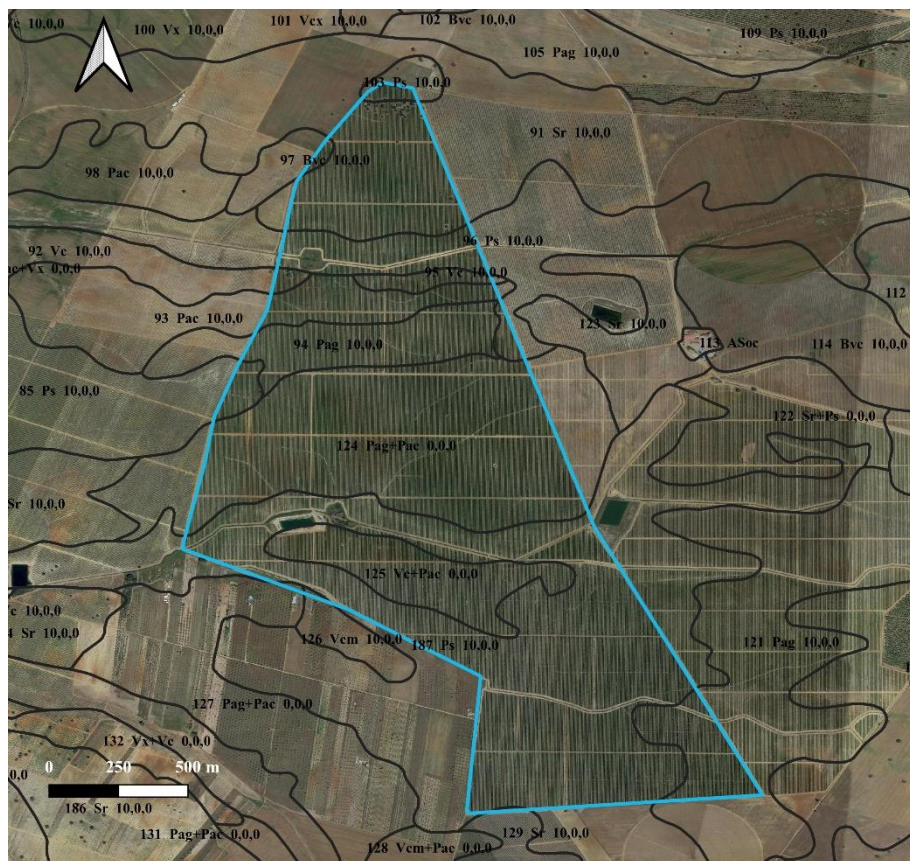 100 Vx 10,0,0
101 Vcx 10,0,0
102 Bvc 10,0,0
109 Ps 10,0,0
105 Pag 10,0,0
103 Ps 10,0,0
91 Sr 10,0,0
97 Bvc 10,0,0
98 Pac 10,0,0
96 Ps 10,0,0
92 Vc 10,0,0
+Vx 0,0,0
95 Vc 10,0,0
112
93 Pac 10,0,0
123 Sr 10,0,0
94 Pag 10,0,0
113 ASoc
114 Bvc 10,0,0
85 Ps 10,0,0
122 Sr+Ps 0,0,0
124 Pag+Pac 0,0,0
Sr 10,0,0
125 Vc+Pac 0,0,0
10,0,0
Sr 10,0,0
126 Vcm 10,0,0
187 Ps 10,0,0
121 Pag 10,0,0
127 Pag+Pac 0,0,0
132 Vx+Vc 0,0,0
0 250 500 m
186 Sr 10,0,0
131 Pag+Pac 0,0,0
129 Sr 10,0,0
128 Vcm+Pac 0,0,0